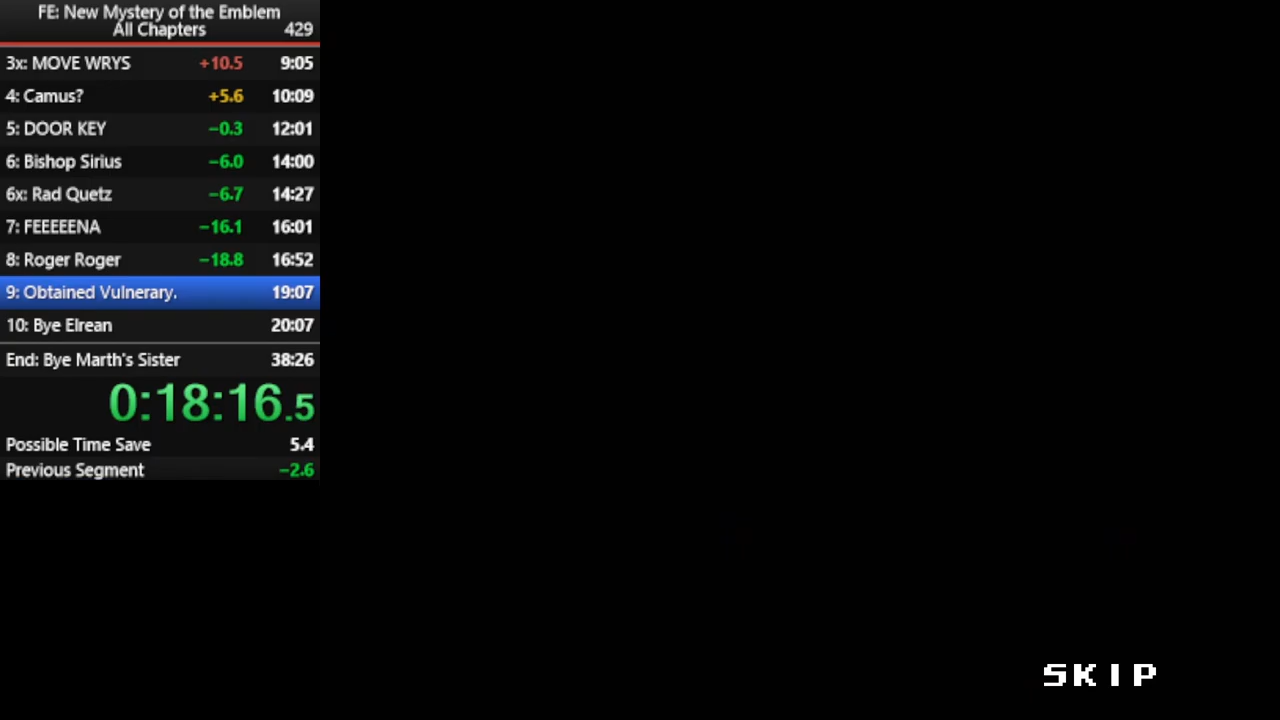 FE: New Mystery of the Emblem
All Chapters 429
3x: MOVE WRYS +10.5 9:05
4: Camus? +5.6 10:09
5: DOOR KEY −0.3 12:01
6: Bishop Sirius −6.0 14:00
6x: Rad Quetz −6.7 14:27
7: FEEEEENA −16.1 16:01
8: Roger Roger −18.8 16:52
9: Obtained Vulnerary. 19:07
10: Bye Elrean 20:07
End: Bye Marth's Sister 38:26
0:18:16.5
Possible Time Save 5.4
Previous Segment −2.6
SKIP